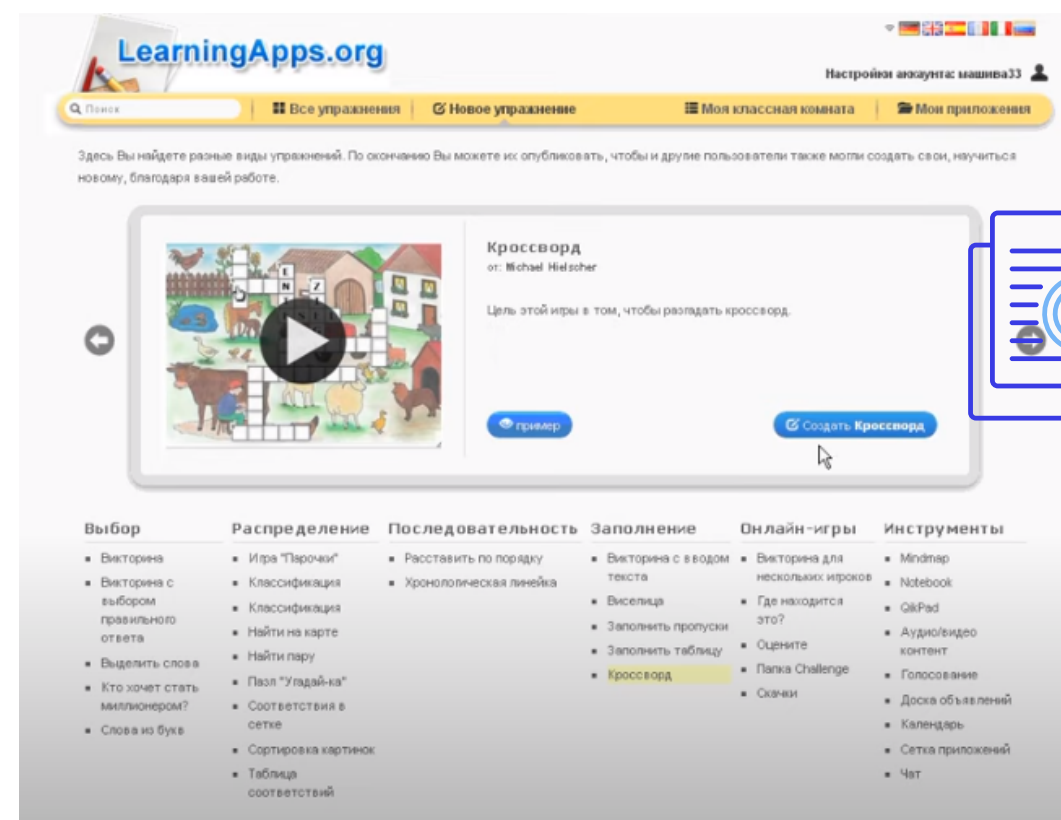 LearningApps.org
Настройки аккаунта: машива33
Поиск
Все упражнения
Новое упражнение
Моя классная комната
Мои приложения
Здесь Вы найдете разные виды упражнений. По окончанию Вы можете их опубликовать, чтобы и другие пользователи также могли создать свои, научиться
новому, благодаря вашей работе.
Кроссворд
от: Michael Hielscher
Цель этой игры в том, чтобы разгадать кроссворд.
пример
Создать Кроссворд
Выбор
Викторина
Викторина с
выбором
правильного
ответа
Выделить слова
Кто хочет стать
миллионером?
Слова из букв
Распределение
Игра "Парочки"
Классификация
Классификация
Найти на карте
Найти пару
Пазл "Угадай-ка"
Соответствия в
сетке
Сортировка картинок
Таблица
соответствий
Последовательность
Расставить по порядку
Хронологическая линейка
Заполнение
Викторина с вводом
текста
Виселица
Заполнить пропуски
Заполнить таблицу
Кроссворд
Онлайн-игры
Викторина для
нескольких игроков
Где находится
это?
Оцените
Папка Challenge
Скачки
Инструменты
Mindmap
Notebook
QikPad
Аудио/видео
контент
Голосование
Доска объявлений
Календарь
Сетка приложений
Чат